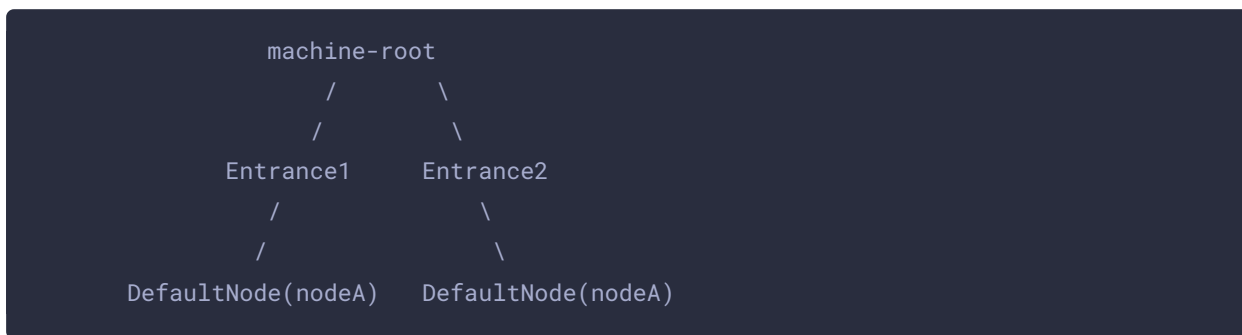 machine-root
/ \
/ \
Entrance1 Entrance2
/ \
/ \
DefaultNode(nodeA) DefaultNode(nodeA)